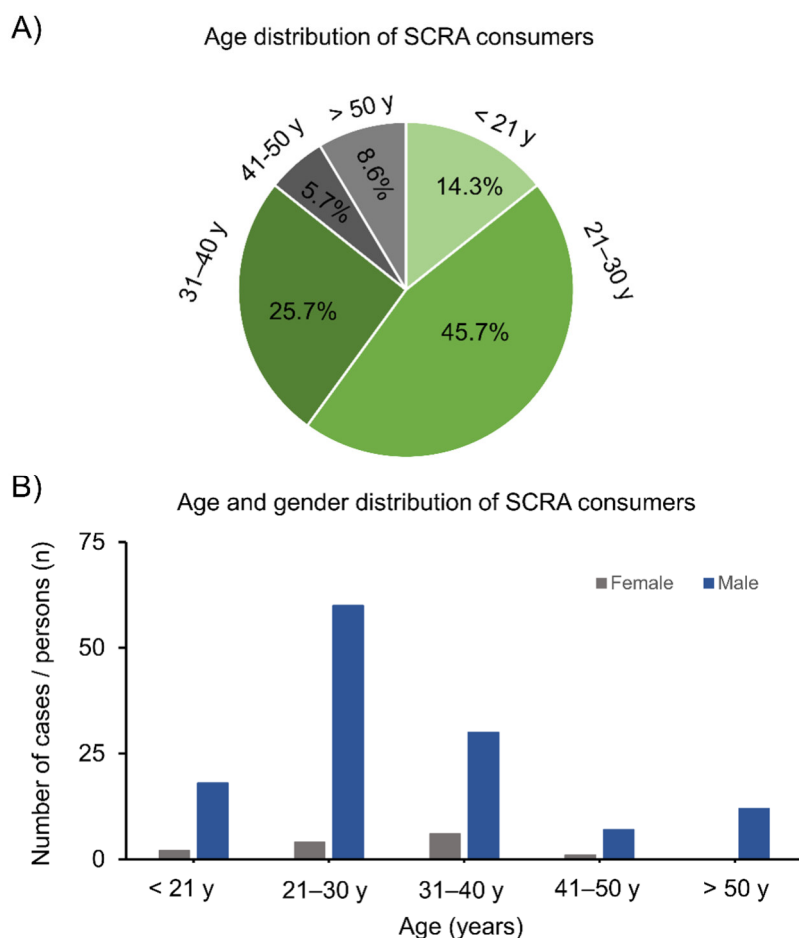 A)
Age distribution of SCRA consumers
< 21 y
14.3%
21–30 y
45.7%
31–40 y
25.7%
41-50 y
5.7%
> 50 y
8.6%
B)
Age and gender distribution of SCRA consumers
Number of cases / persons (n)
75
50
25
0
Female
Male
< 21 y
21–30 y
31–40 y
41–50 y
> 50 y
Age (years)